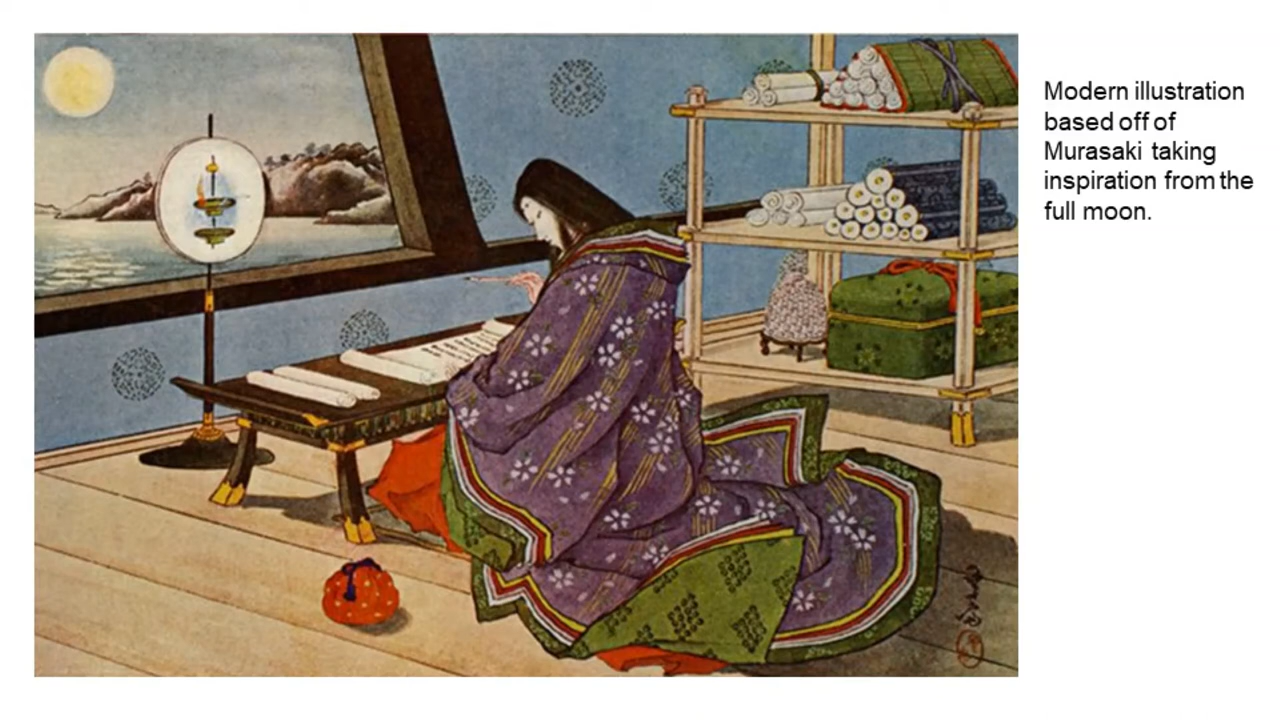 Modern illustration
based off of
Murasaki taking
inspiration from the
full moon.